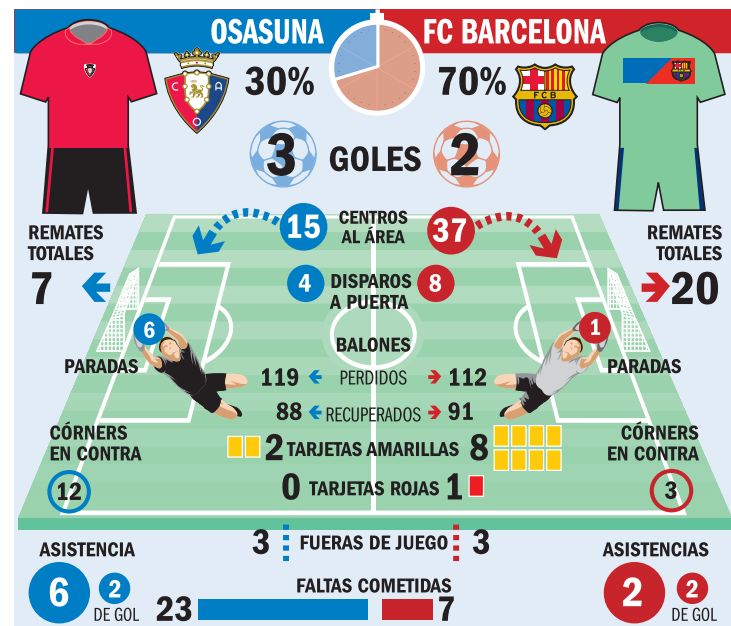 OSASUNA
FC BARCELONA
30%
70%
C A
O
FCB
3 GOLES 2
15 CENTROS AL ÁREA 37
REMATES
TOTALES
7
REMATES
TOTALES
20
4 DISPAROS A PUERTA 8
6
1
PARADAS
PARADAS
BALONES
119 PERDIDOS 112
88 RECUPERADOS 91
2 TARJETAS AMARILLAS 8
0 TARJETAS ROJAS 1
CÓRNERS
EN CONTRA
12
CÓRNERS
EN CONTRA
3
3 FUERAS DE JUEGO 3
ASISTENCIA
6 2
DE GOL
ASISTENCIAS
2 2
DE GOL
FALTAS COMETIDAS
23 7